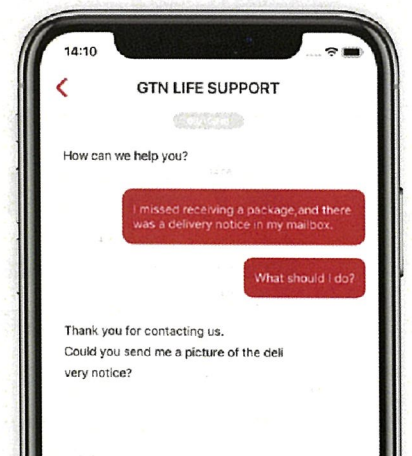 14:10
GTN LIFE SUPPORT
How can we help you?
I missed receiving a package,and there
was a delivery notice in my mailbox.
What should I do?
Thank you for contacting us.
Could you send me a picture of the deli
very notice?